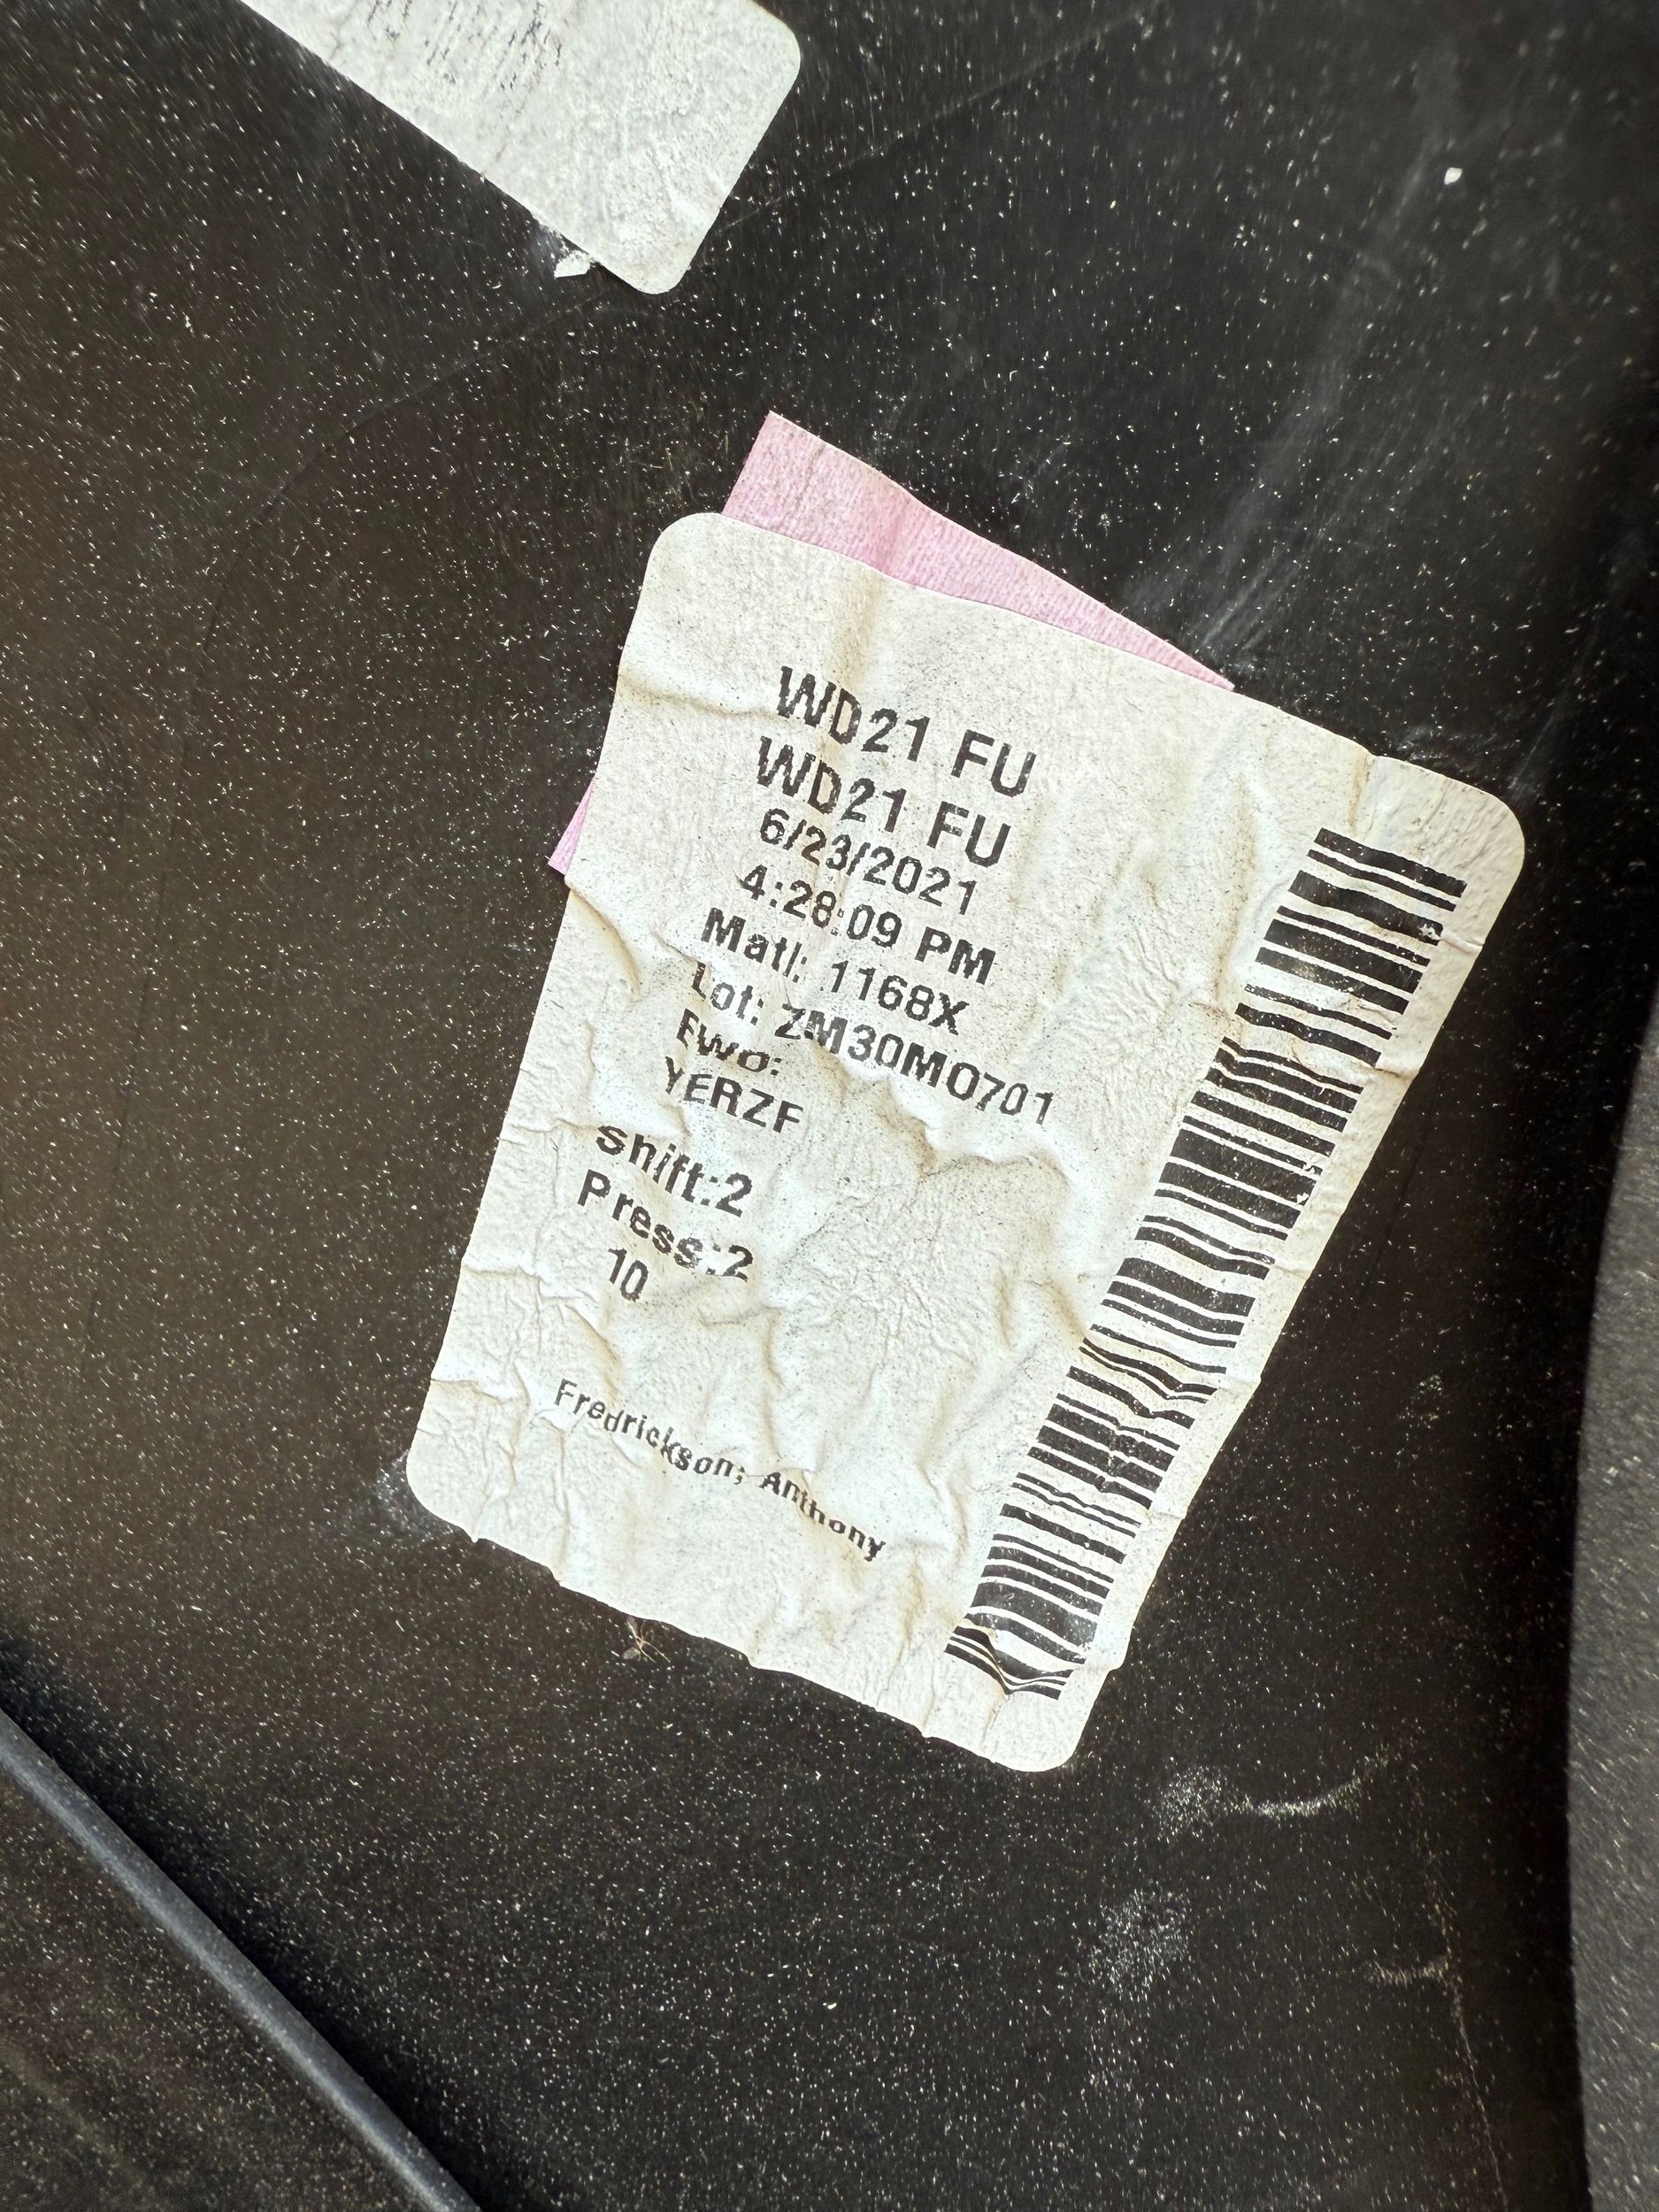 WD21 FU
WD21 FU
6/23/2021
4:28:09 PM
Matl: 1168X
Lot: ZM30MO701
Ewo:
YERZF
shift:2
Press:2
10
Fredrickson; Anthony